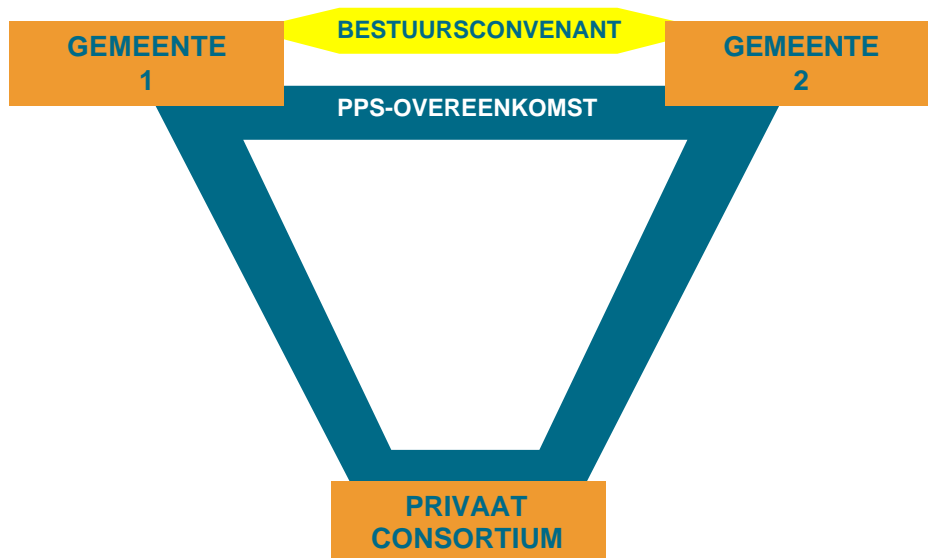 GEMEENTE
1
BESTUURSCONVENANT
GEMEENTE
2
PPS-OVEREENKOMST
PRIVAAT
CONSORTIUM